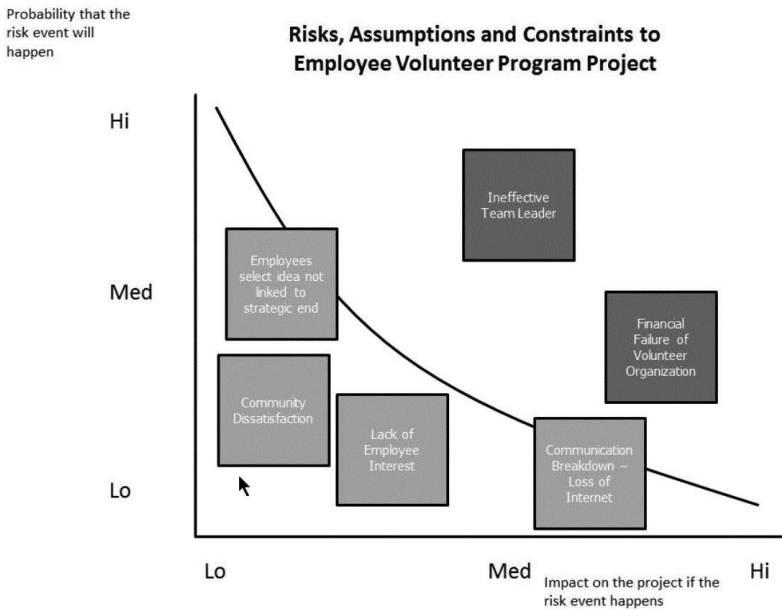 Probability that the
risk event will
happen
Risks, Assumptions and Constraints to
Employee Volunteer Program Project
Hi
Ineffective
Team Leader
Employees
select idea not
linked to
strategic end
Med
Financial
Failure of
Volunteer
Organization
Community
Dissatisfaction
Lack of
Employee
Interest
Communication
Breakdown –
Loss of
Internet
Lo
Lo
Med
Hi
Impact on the project if the
risk event happens